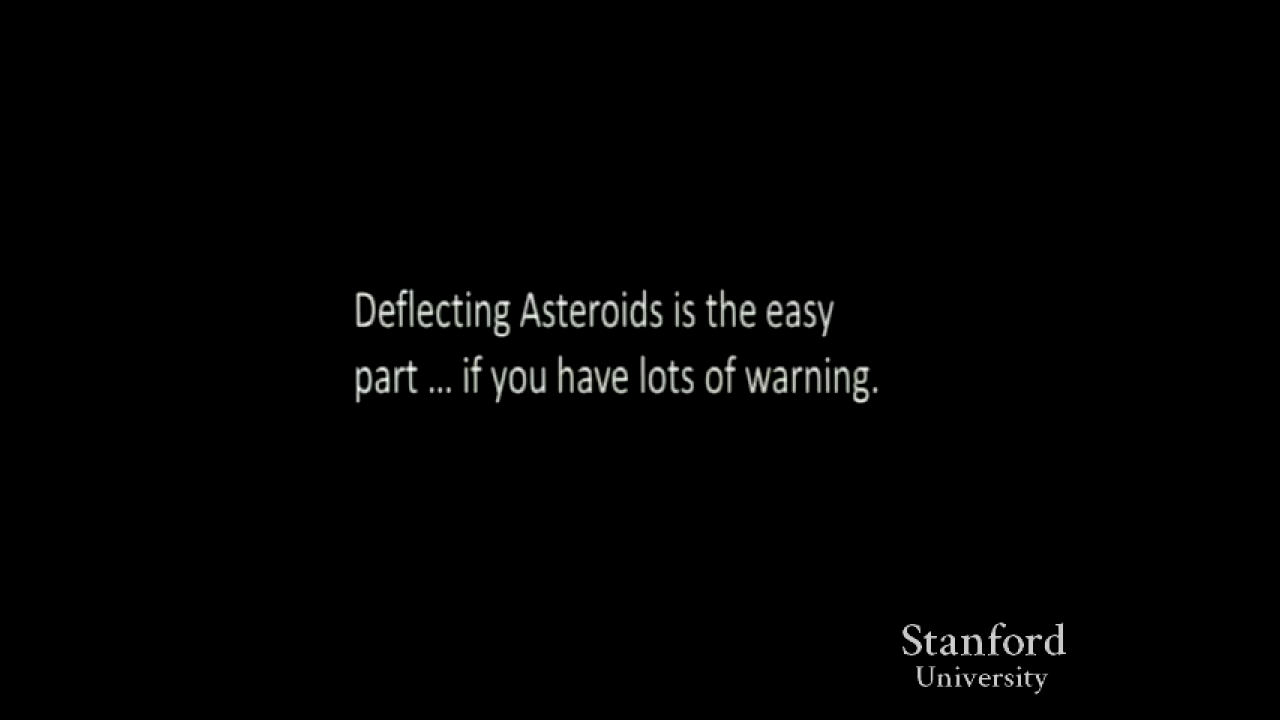 Deflecting Asteroids is the easy
part ... if you have lots of warning.
Stanford
University